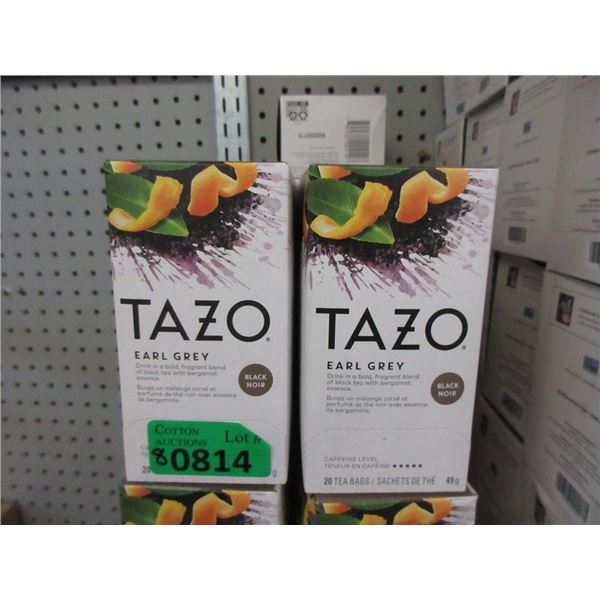 TAZO
EARL GREY
Drink in a bold, fragrant blend
of black tea with bergamot
essence.
Buvez un mélange corsé et
parfumé de thé noir avec essence
de bergamote.
BLACK
NOIR
COTTON
AUCTIONS
Lot #
80814
20
g
TAZO
EARL GREY
Drink in a bold, fragrant blend
of black tea with bergamot
essence.
Buvez un mélange corsé et
parfumé de thé noir avec essence
de bergamote.
BLACK
NOIR
CAFFEINE LEVEL
TENEUR EN CAFÉINE
20 TEA BAGS / SACHETS DE THÉ 49g